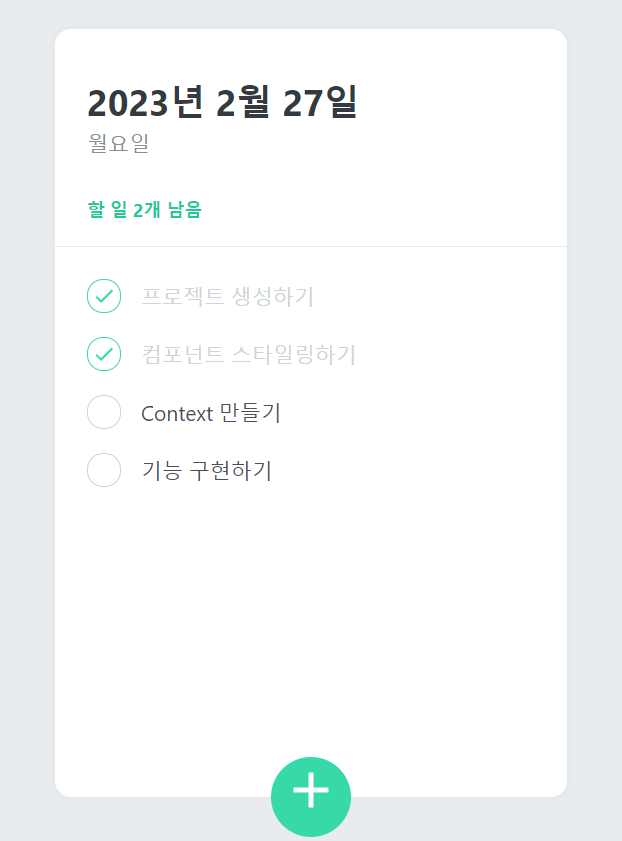 2023년 2월 27일
월요일
할 일 2개 남음
프로젝트 생성하기
컴포넌트 스타일링하기
Context 만들기
기능 구현하기